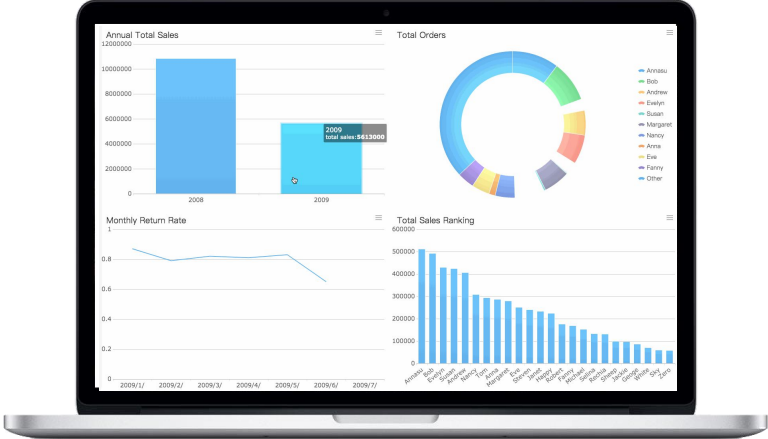 Annual Total Sales
12000000
10000000
8000000
6000000
4000000
2000000
0
2008
2009
2009
total sales:5613000
Total Orders
Annasu
Bob
Andrew
Evelyn
Susan
Margaret
Nancy
Anna
Eve
Fanny
Other
Monthly Return Rate
1
0.8
0.6
0.4
0.2
0
2009/1/
2009/2/
2009/3/
2009/4/
2009/5/
2009/6/
2009/7/
Total Sales Ranking
600000
500000
400000
300000
200000
100000
0
Annasu
Bob
Evelyn
Susan
Andrew
Nancy
Tom
Anna
Margaret
Eve
Steven
Janet
Happy
Robert
Fanny
Michael
Selina
Rechia
Sheep
Jackie
George
White
Sky
Zero